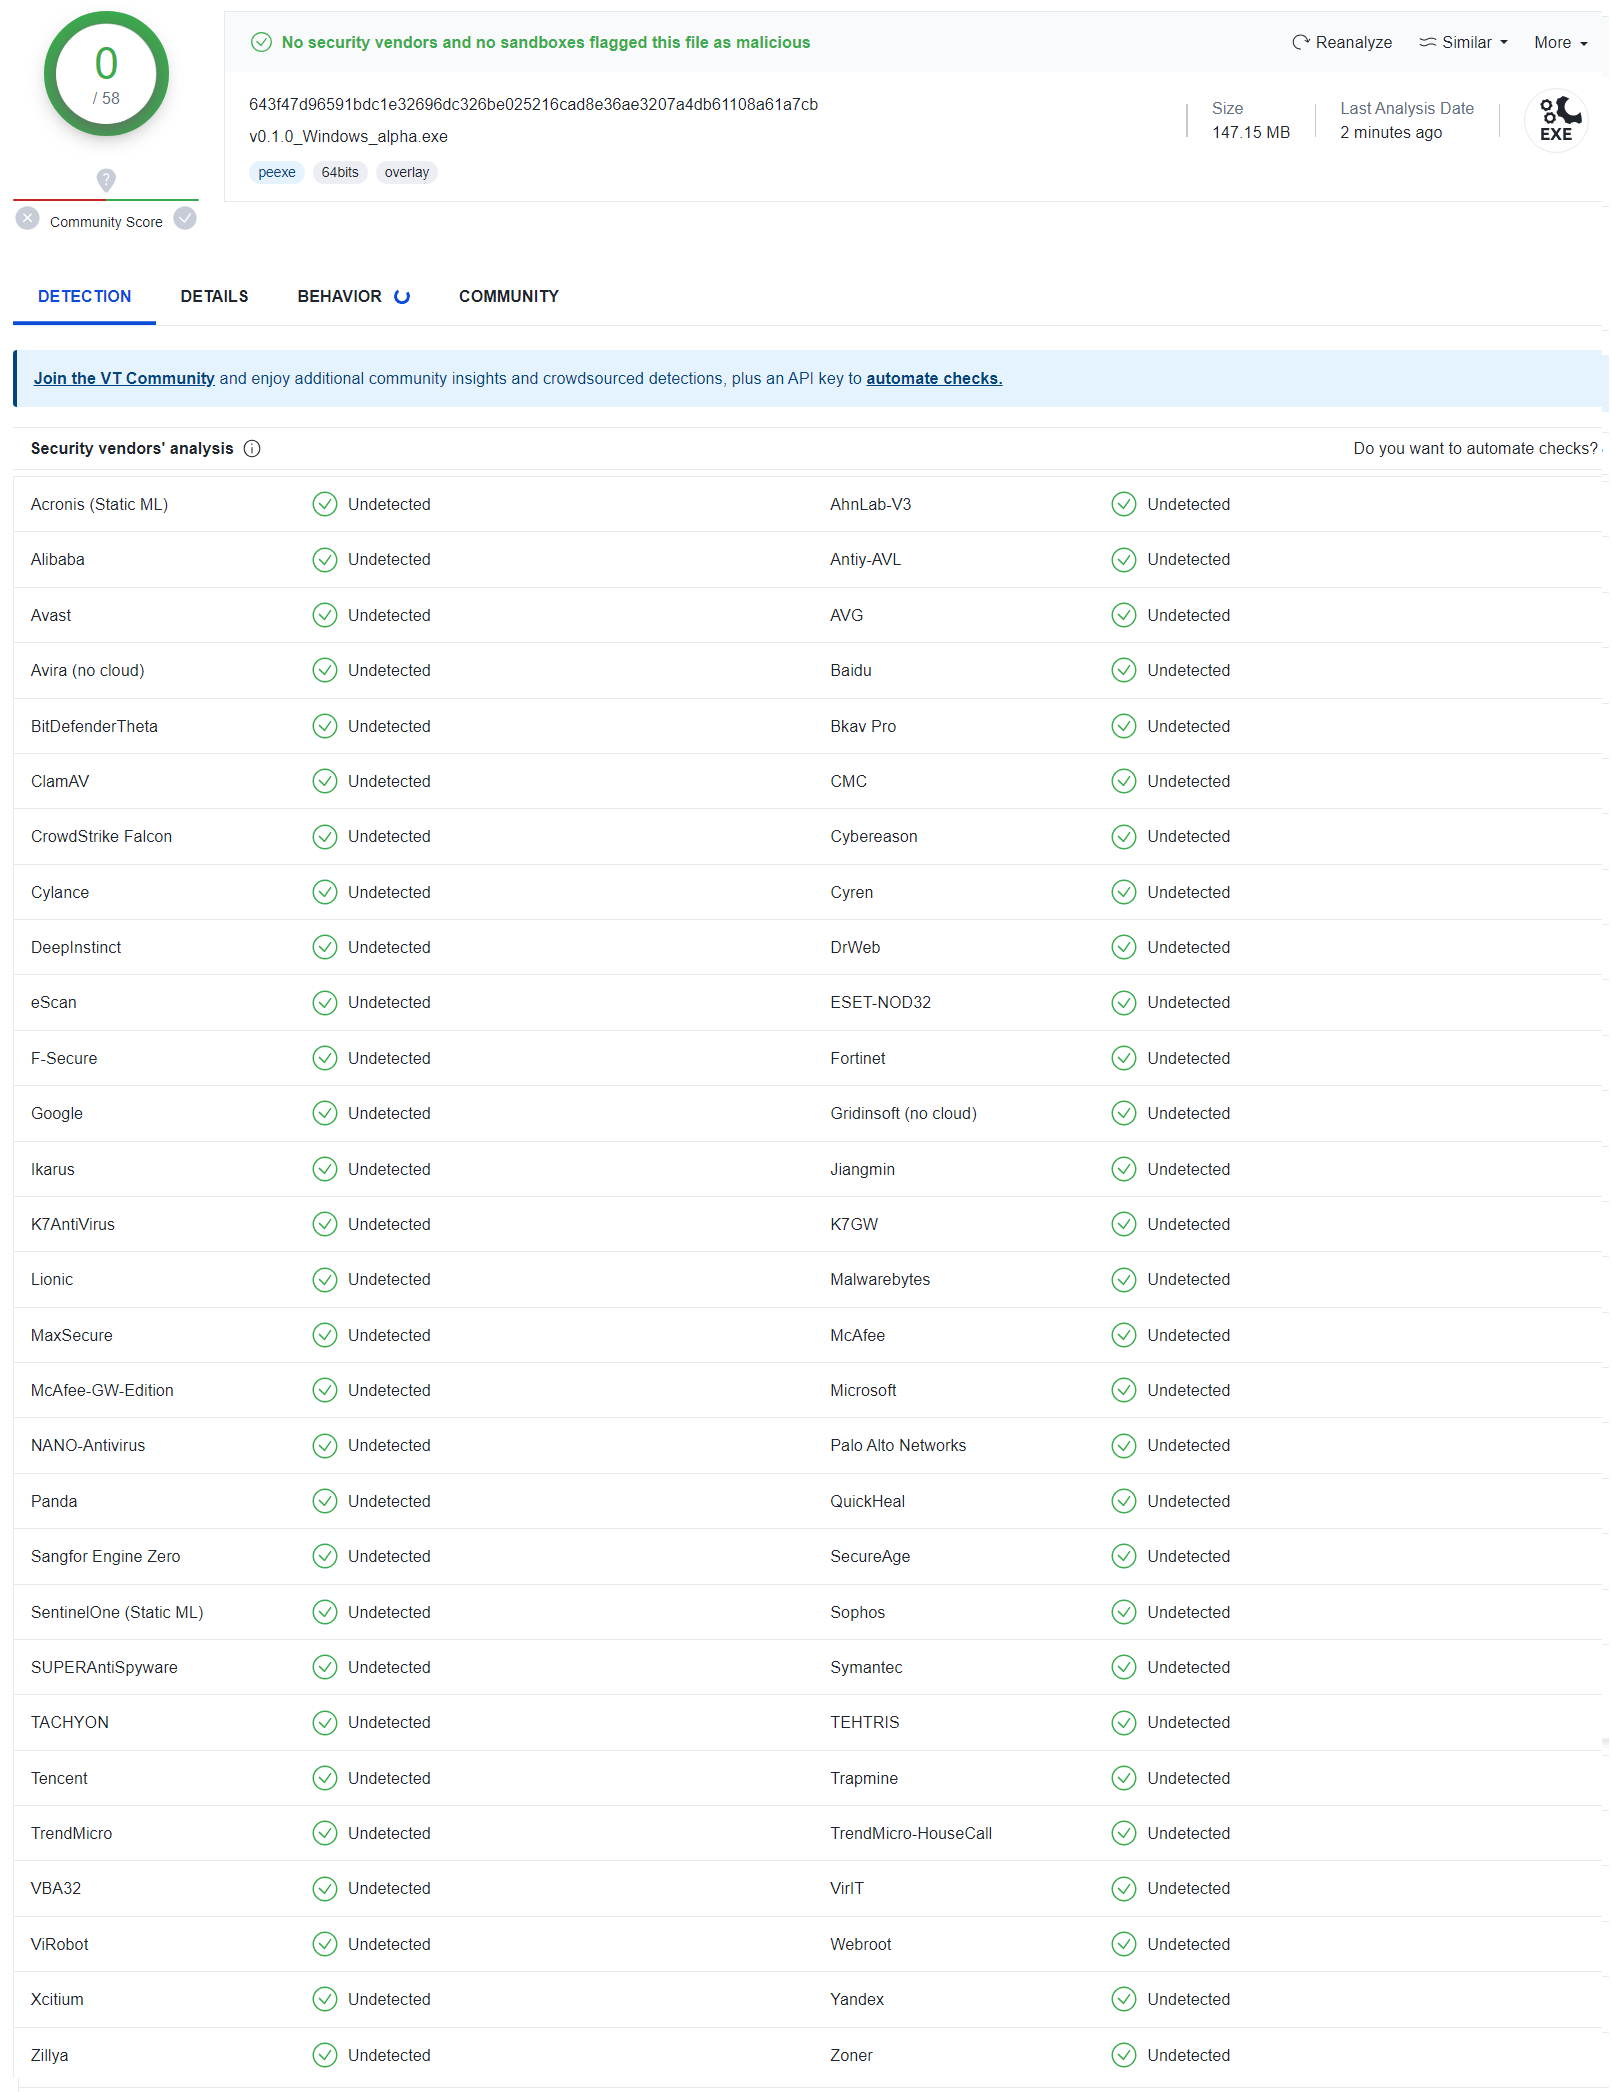 0
/ 58
Community Score
No security vendors and no sandboxes flagged this file as malicious
Reanalyze
Similar
More
643f47d96591bdc1e32696dc326be025216cad8e36ae3207a4db61108a61a7cb
v0.1.0_Windows_alpha.exe
peexe
64bits
overlay
Size
147.15 MB
Last Analysis Date
2 minutes ago
EXE
DETECTION
DETAILS
BEHAVIOR
COMMUNITY
Join the VT Community and enjoy additional community insights and crowdsourced detections, plus an API key to automate checks.
Security vendors' analysis
Do you want to automate checks?
Acronis (Static ML) Undetected AhnLab-V3 Undetected
Alibaba Undetected Antiy-AVL Undetected
Avast Undetected AVG Undetected
Avira (no cloud) Undetected Baidu Undetected
BitDefenderTheta Undetected Bkav Pro Undetected
ClamAV Undetected CMC Undetected
CrowdStrike Falcon Undetected Cybereason Undetected
Cylance Undetected Cyren Undetected
DeepInstinct Undetected DrWeb Undetected
eScan Undetected ESET-NOD32 Undetected
F-Secure Undetected Fortinet Undetected
Google Undetected Gridinsoft (no cloud) Undetected
Ikarus Undetected Jiangmin Undetected
K7AntiVirus Undetected K7GW Undetected
Lionic Undetected Malwarebytes Undetected
MaxSecure Undetected McAfee Undetected
McAfee-GW-Edition Undetected Microsoft Undetected
NANO-Antivirus Undetected Palo Alto Networks Undetected
Panda Undetected QuickHeal Undetected
Sangfor Engine Zero Undetected SecureAge Undetected
SentinelOne (Static ML) Undetected Sophos Undetected
SUPERAntiSpyware Undetected Symantec Undetected
TACHYON Undetected TEHTRIS Undetected
Tencent Undetected Trapmine Undetected
TrendMicro Undetected TrendMicro-HouseCall Undetected
VBA32 Undetected VirIT Undetected
ViRobot Undetected Webroot Undetected
Xcitium Undetected Yandex Undetected
Zillya Undetected Zoner Undetected